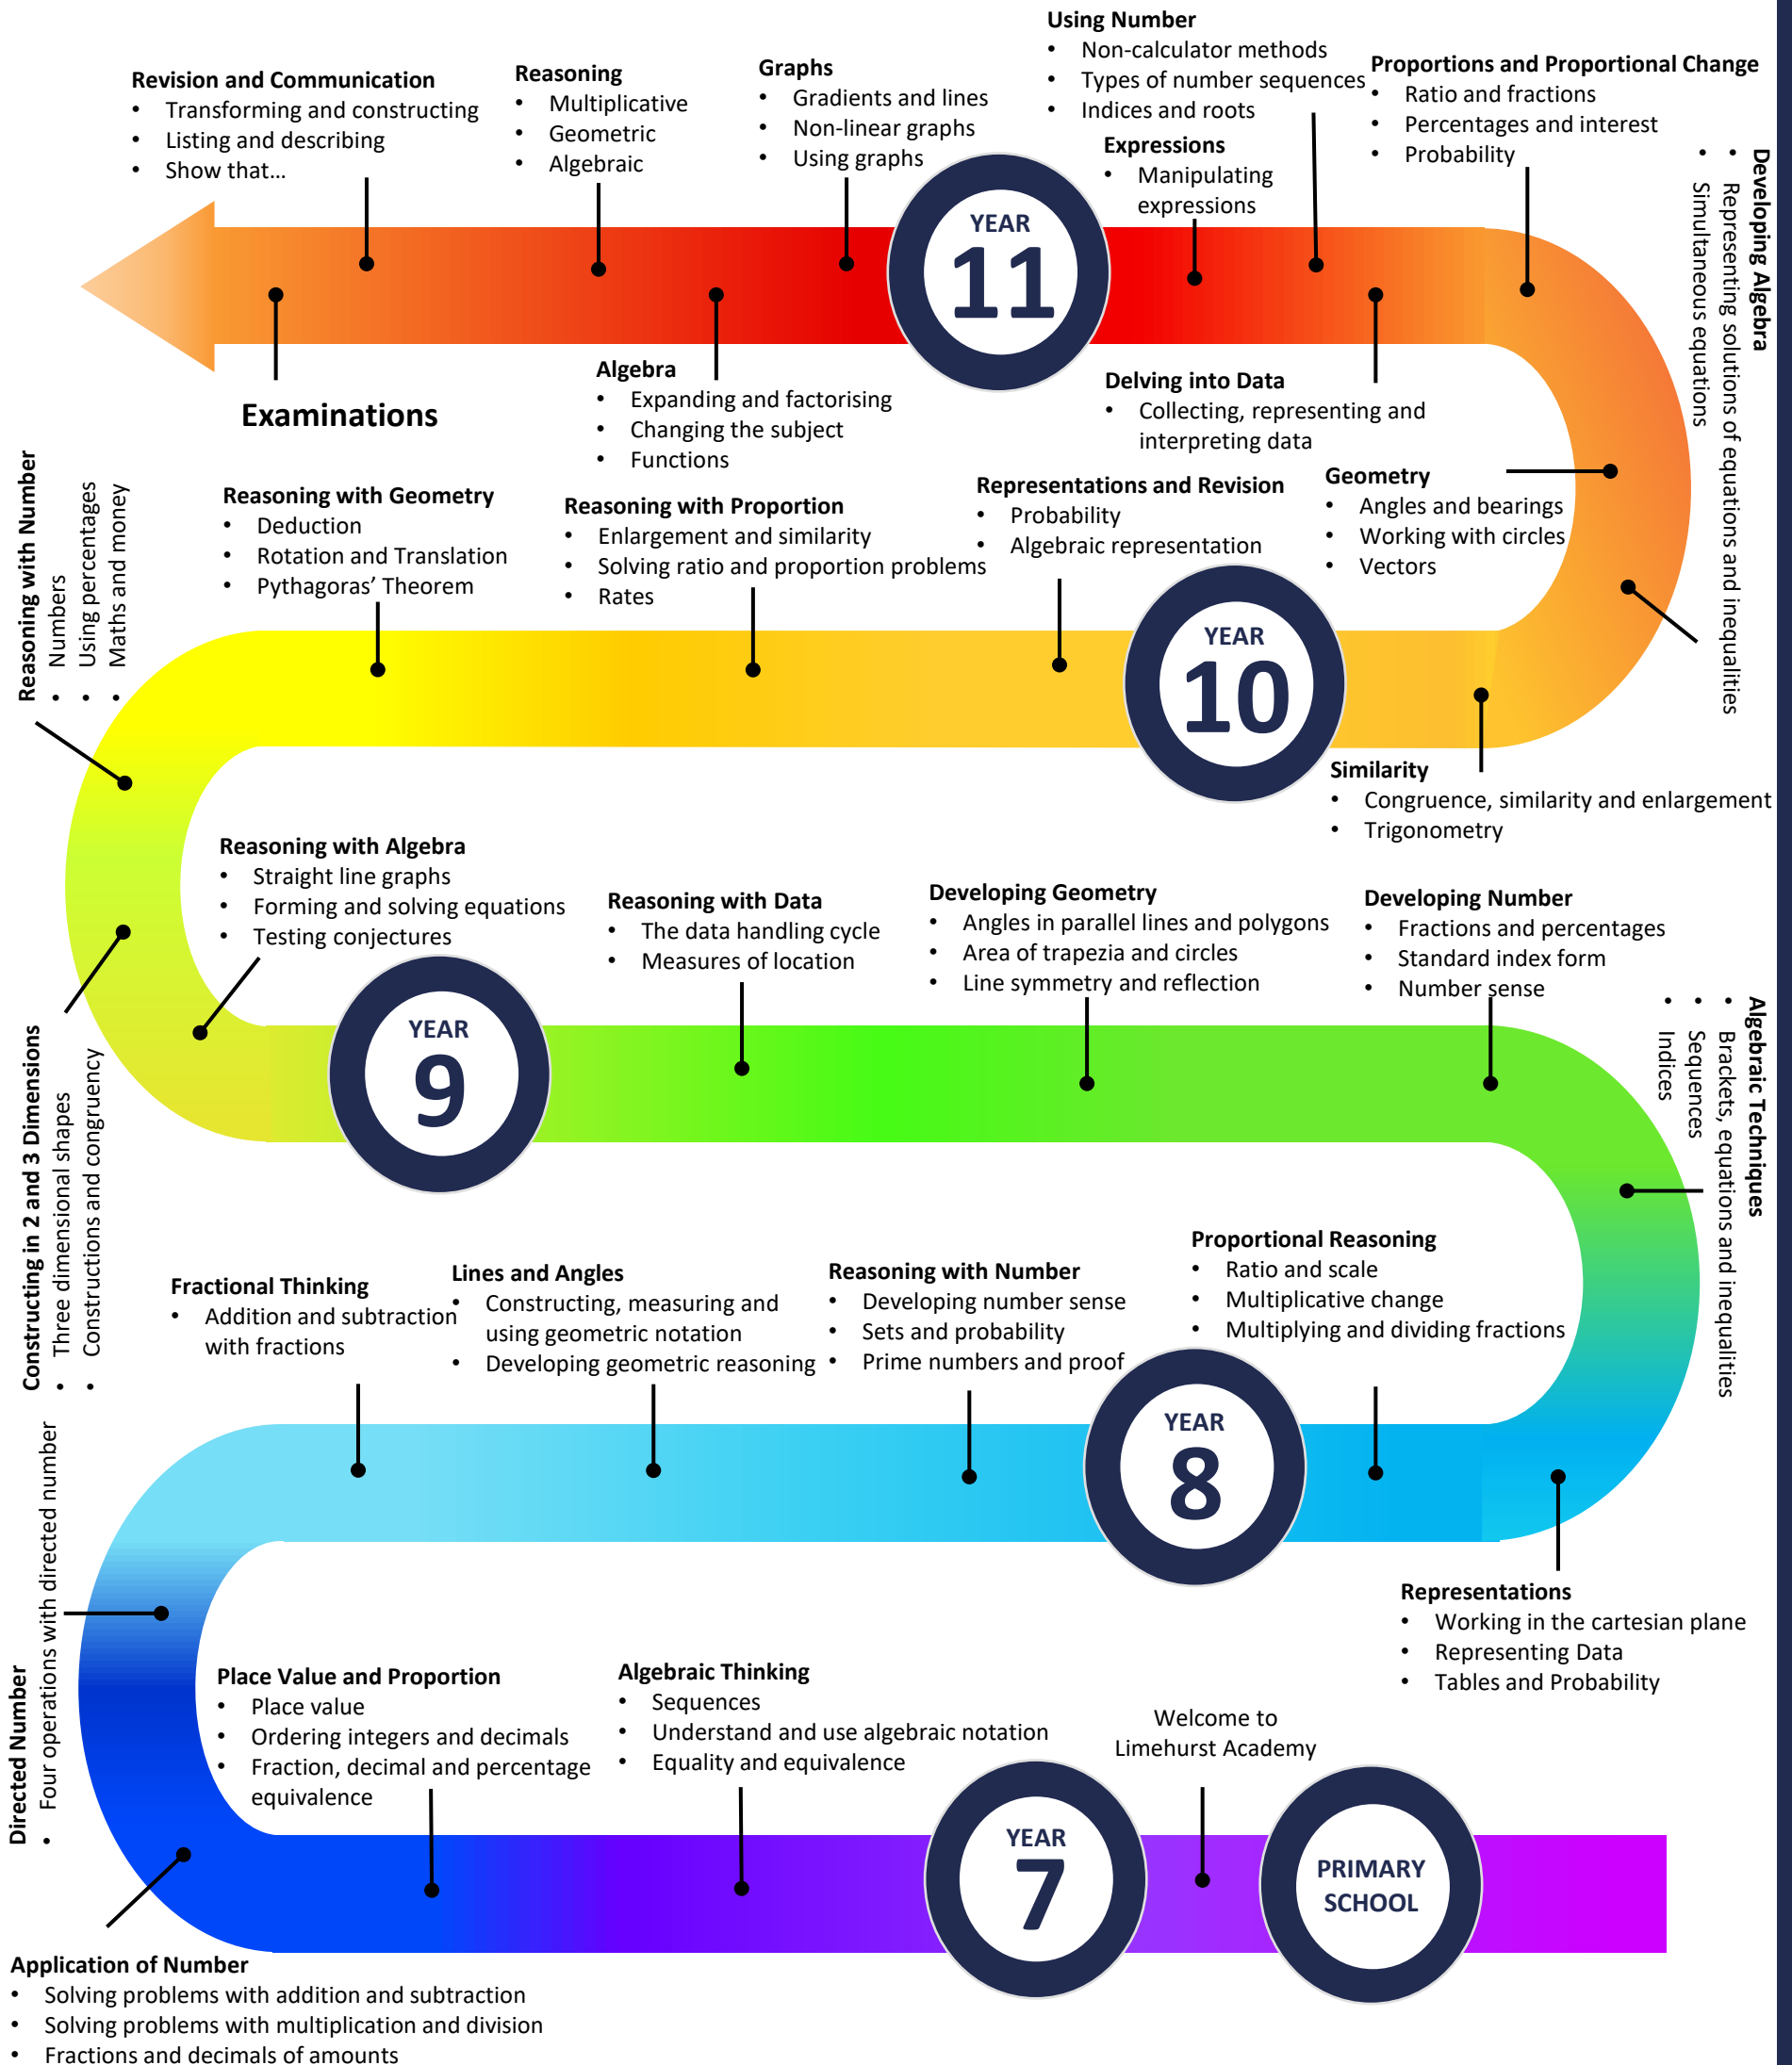 Using Number
• Non-calculator methods
• Types of number sequences
• Indices and roots
Revision and Communication
• Transforming and constructing
• Listing and describing
• Show that...
Reasoning
• Multiplicative
• Geometric
• Algebraic
Graphs
• Gradients and lines
• Non-linear graphs
• Using graphs
Proportions and Proportional Change
• Ratio and fractions
• Percentages and interest
• Probability
Expressions
• Manipulating
expressions
Developing Algebra
• Representing solutions of equations and inequalities
• Simultaneous equations
YEAR
11
Examinations
Algebra
• Expanding and factorising
• Changing the subject
• Functions
Delving into Data
• Collecting, representing and
interpreting data
Reasoning with Number
• Numbers
• Using percentages
• Maths and money
Reasoning with Geometry
• Deduction
• Rotation and Translation
• Pythagoras’ Theorem
Reasoning with Proportion
• Enlargement and similarity
• Solving ratio and proportion problems
• Rates
Representations and Revision
• Probability
• Algebraic representation
Geometry
• Angles and bearings
• Working with circles
• Vectors
YEAR
10
Similarity
• Congruence, similarity and enlargement
• Trigonometry
Reasoning with Algebra
• Straight line graphs
• Forming and solving equations
• Testing conjectures
Reasoning with Data
• The data handling cycle
• Measures of location
Developing Geometry
• Angles in parallel lines and polygons
• Area of trapezia and circles
• Line symmetry and reflection
Developing Number
• Fractions and percentages
• Standard index form
• Number sense
YEAR
9
Algebraic Techniques
• Brackets, equations and inequalities
• Sequences
• Indices
Constructing in 2 and 3 Dimensions
• Three dimensional shapes
• Constructions and congruency
Fractional Thinking
• Addition and subtraction
with fractions
Lines and Angles
• Constructing, measuring and
using geometric notation
• Developing geometric reasoning
Reasoning with Number
• Developing number sense
• Sets and probability
• Prime numbers and proof
Proportional Reasoning
• Ratio and scale
• Multiplicative change
• Multiplying and dividing fractions
YEAR
8
Representations
• Working in the cartesian plane
• Representing Data
• Tables and Probability
Directed Number
• Four operations with directed number
Place Value and Proportion
• Place value
• Ordering integers and decimals
• Fraction, decimal and percentage
equivalence
Algebraic Thinking
• Sequences
• Understand and use algebraic notation
• Equality and equivalence
Welcome to
Limehurst Academy
YEAR
7
PRIMARY
SCHOOL
Application of Number
• Solving problems with addition and subtraction
• Solving problems with multiplication and division
• Fractions and decimals of amounts